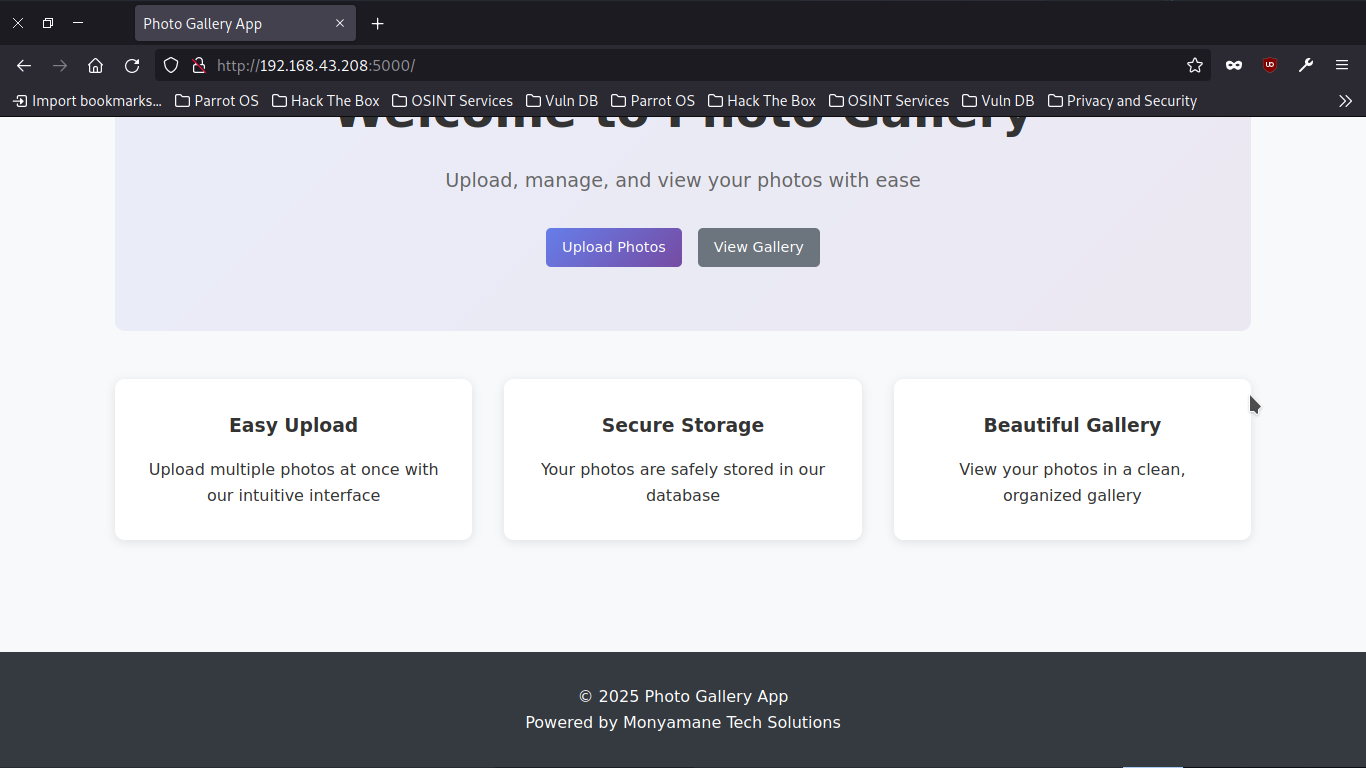 Photo Gallery App
http://192.168.43.208:5000/
Import bookmarks... Parrot OS Hack The Box OSINT Services Vuln DB Parrot OS Hack The Box OSINT Services Vuln DB Privacy and Security
Welcome to Photo Gallery
Upload, manage, and view your photos with ease
Upload Photos View Gallery
Easy Upload
Upload multiple photos at once with
our intuitive interface
Secure Storage
Your photos are safely stored in our
database
Beautiful Gallery
View your photos in a clean,
organized gallery
© 2025 Photo Gallery App
Powered by Monyamane Tech Solutions